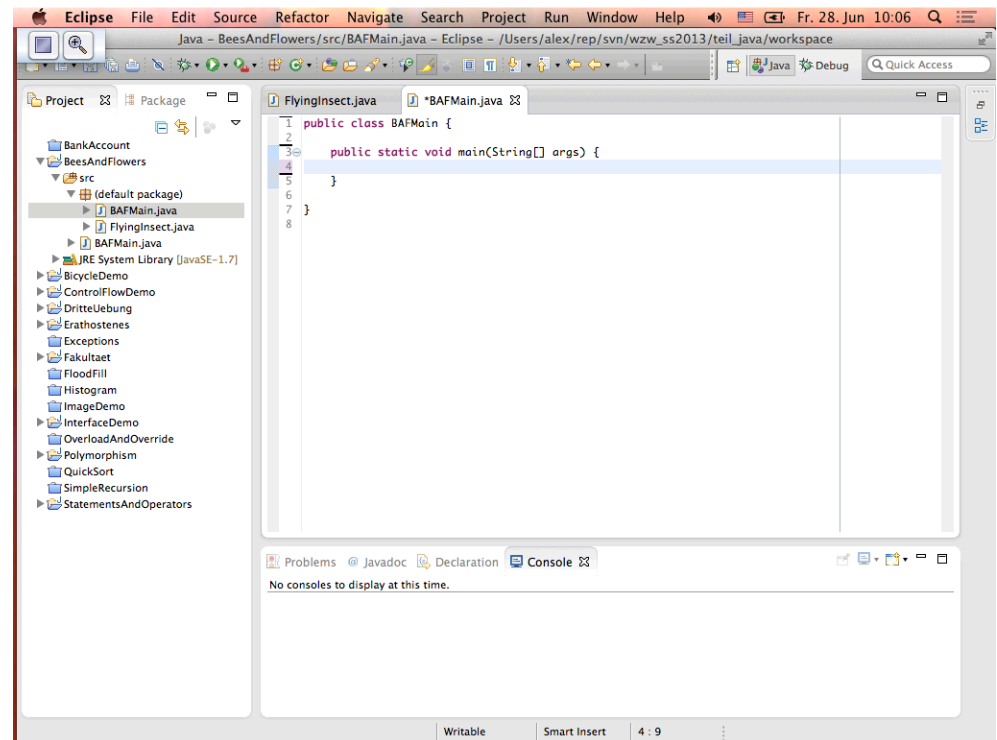 Eclipse File Edit Source Refactor Navigate Search Project Run Window Help Fr. 28. Jun 10:06
Java – BeesAndFlowers/src/BAFMain.java – Eclipse – /Users/alex/rep/svn/wzw_ss2013/teil_java/workspace
Java Debug Quick Access
Project Package
BankAccount
BeesAndFlowers
src
(default package)
BAFMain.java
FlyingInsect.java
BAFMain.java
JRE System Library [JavaSE-1.7]
BicycleDemo
ControlFlowDemo
DritteUebung
Erathostenes
Exceptions
Fakultaet
FloodFill
Histogram
ImageDemo
InterfaceDemo
OverloadAndOverride
Polymorphism
QuickSort
SimpleRecursion
StatementsAndOperators
FlyingInsect.java *BAFMain.java
1 public class BAFMain {
2
3 public static void main(String[] args) {
4
5 }
6
7 }
8
Problems @ Javadoc Declaration Console
No consoles to display at this time.
Writable Smart Insert 4 : 9